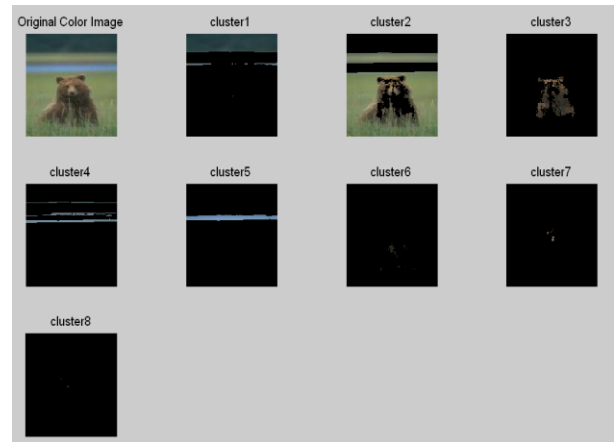 Original Color Image
cluster1
cluster2
cluster3
cluster4
cluster5
cluster6
cluster7
cluster8